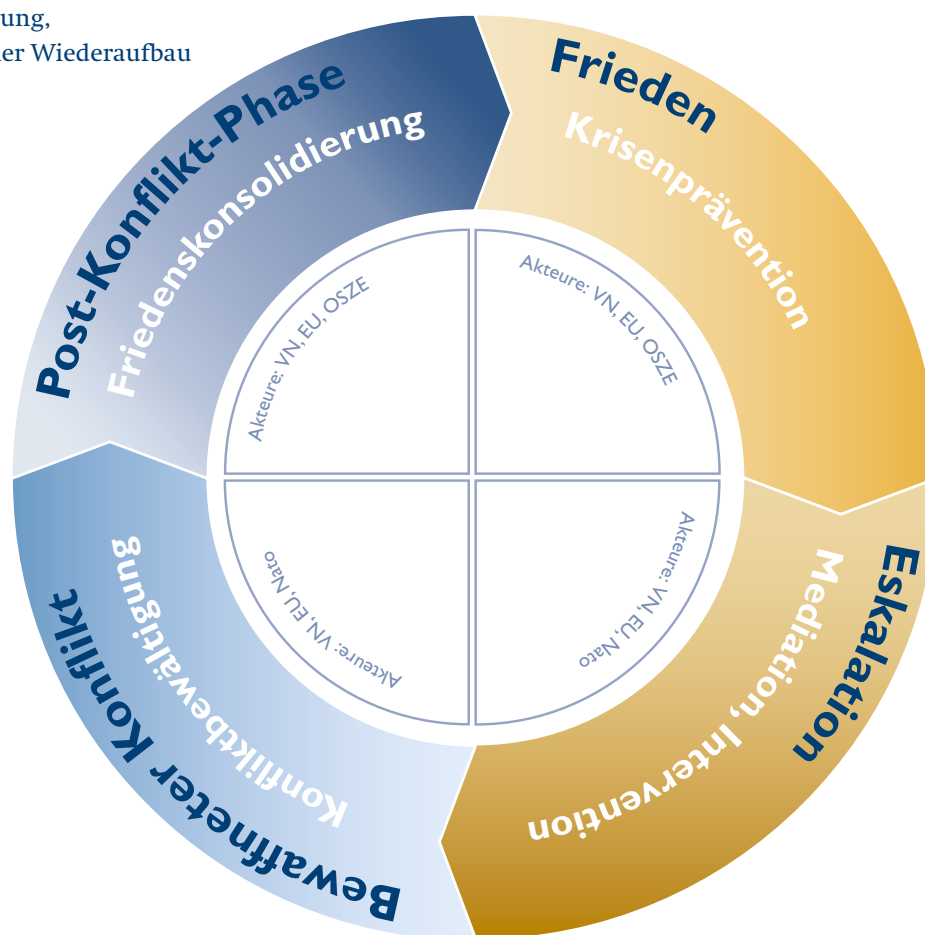 ung,
er Wiederaufbau
Frieden
Krisenprävention
Akteure: VN, EU, OSZE
Eskalation
Mediation, Intervention
Akteure: VN, EU, Nato
Bewaffneter Konflikt
Konfliktbewältigung
Akteure: VN, EU, Nato
Post-Konflikt-Phase
Friedenskonsolidierung
Akteure: VN, EU, OSZE